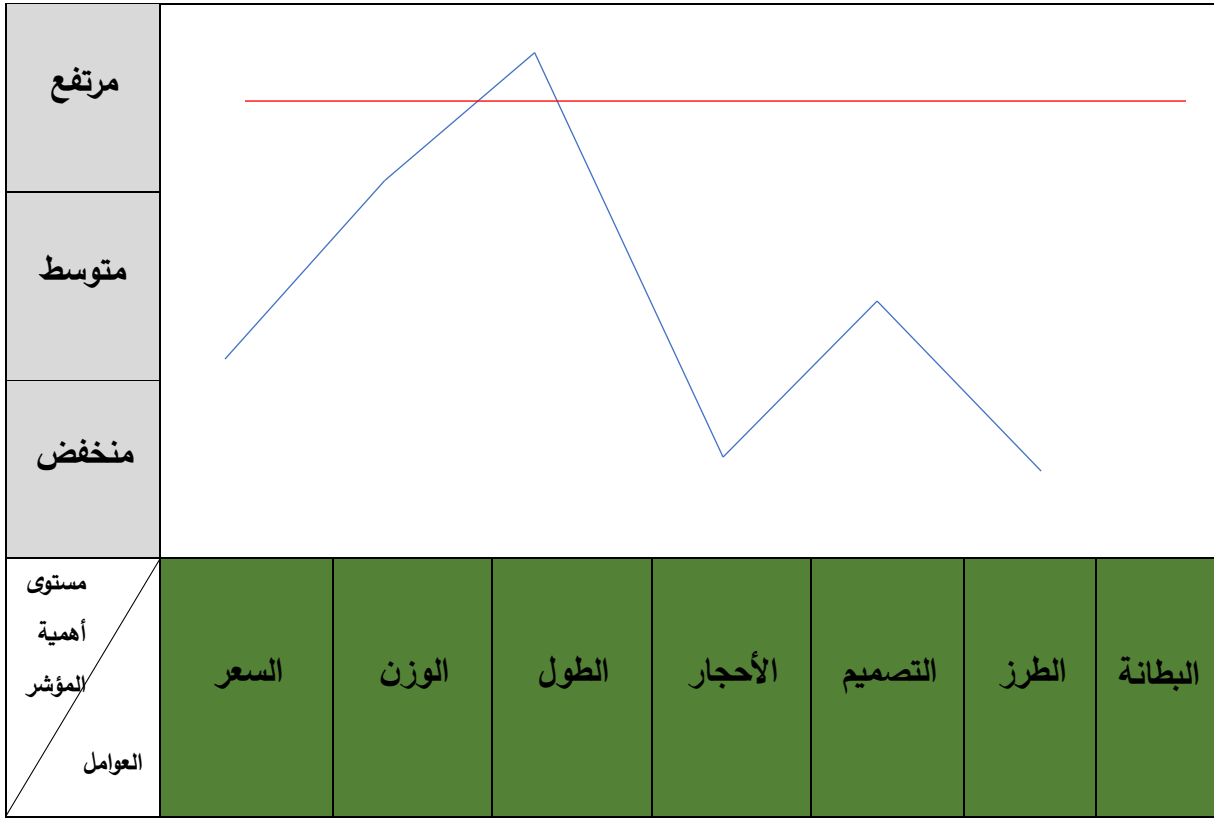 مرتفع
متوسط
منخفض
مستوى
أهمية
المؤشر
العوامل
السعر
الوزن
الطول
الأحجار
التصميم
الطرز
البطانة